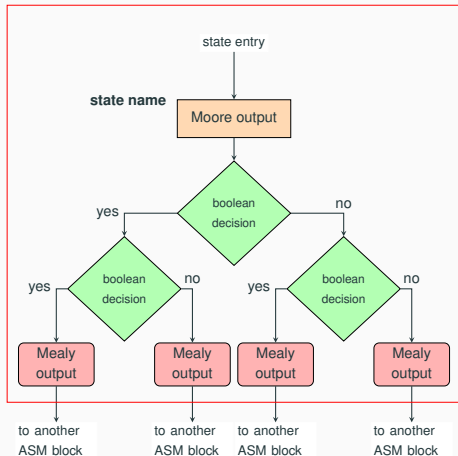 state entry
state name
Moore output
boolean
decision
yes
no
boolean
decision
boolean
decision
yes
no
yes
no
Mealy
output
Mealy
output
Mealy
output
Mealy
output
to another
ASM block
to another
ASM block
to another
ASM block
to another
ASM block